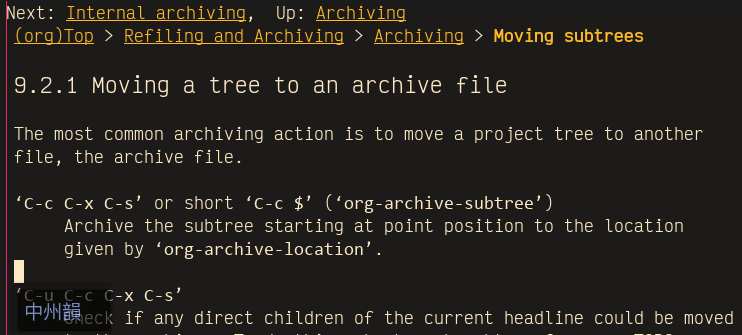 Next: Internal archiving,  Up: Archiving
(org)Top > Refiling and Archiving > Archiving > Moving subtrees
9.2.1 Moving a tree to an archive file
The most common archiving action is to move a project tree to another
file, the archive file.
‘C-c C-x C-s’ or short ‘C-c $’ (‘org-archive-subtree’)
Archive the subtree starting at point position to the location
given by ‘org-archive-location’.
‘C-u C-c C-x C-s’
中州韻
Check if any direct children of the current headline could be moved